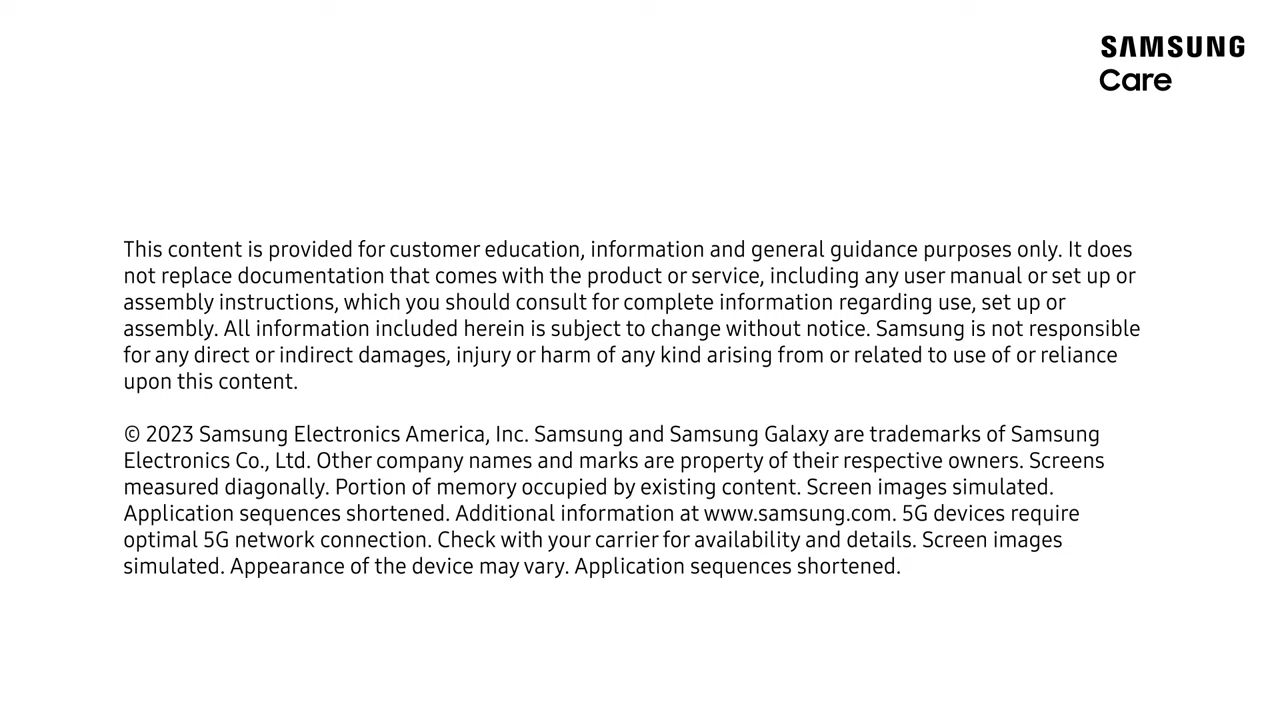 SAMSUNG
Care
This content is provided for customer education, information and general guidance purposes only. It does
not replace documentation that comes with the product or service, including any user manual or set up or
assembly instructions, which you should consult for complete information regarding use, set up or
assembly. All information included herein is subject to change without notice. Samsung is not responsible
for any direct or indirect damages, injury or harm of any kind arising from or related to use of or reliance
upon this content.
© 2023 Samsung Electronics America, Inc. Samsung and Samsung Galaxy are trademarks of Samsung
Electronics Co., Ltd. Other company names and marks are property of their respective owners. Screens
measured diagonally. Portion of memory occupied by existing content. Screen images simulated.
Application sequences shortened. Additional information at www.samsung.com. 5G devices require
optimal 5G network connection. Check with your carrier for availability and details. Screen images
simulated. Appearance of the device may vary. Application sequences shortened.